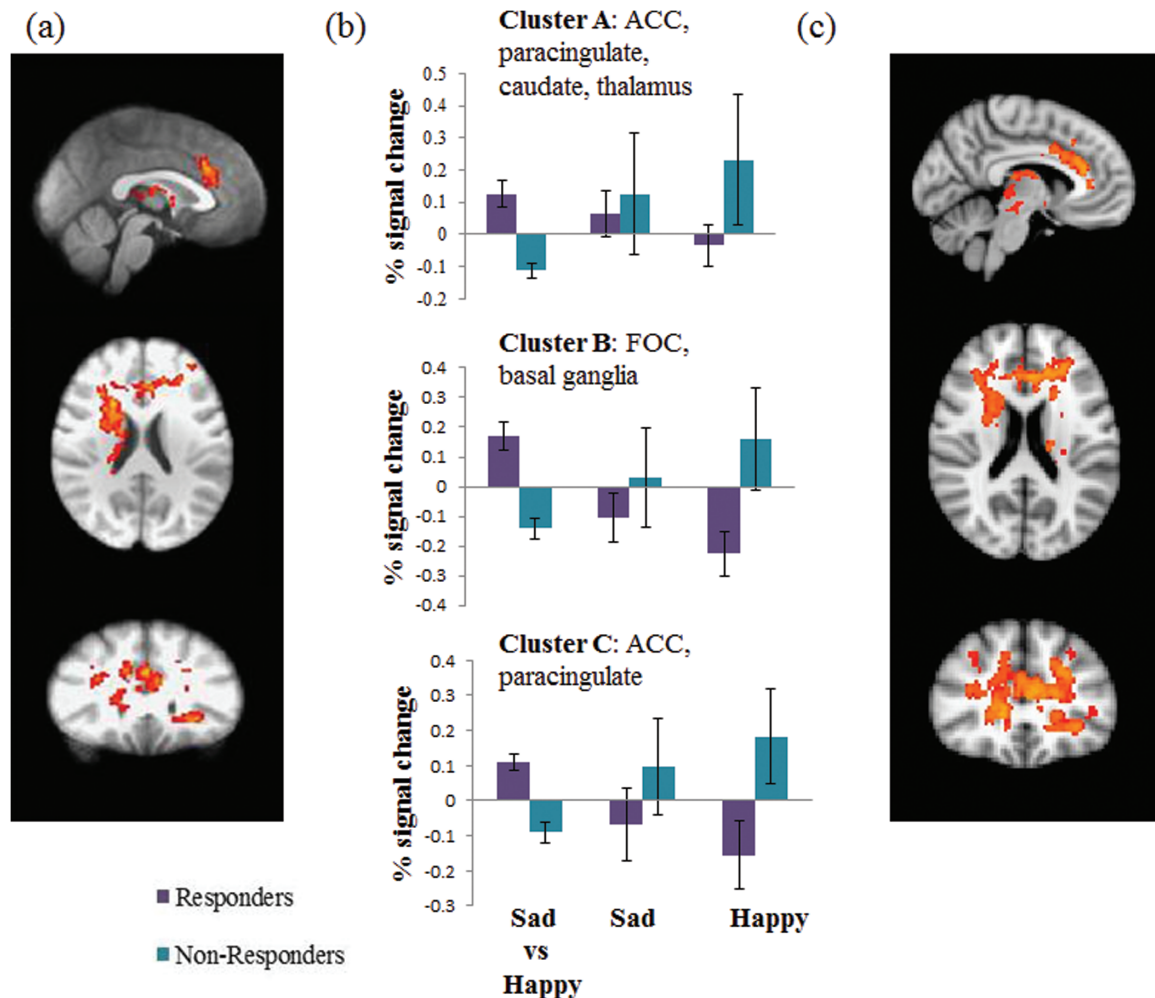 (a)
(b)
(c)
Cluster A: ACC,
paracingulate,
caudate, thalamus
% signal change
0.5
0.4
0.3
0.2
0.1
0
-0.1
-0.2
Cluster B: FOC,
basal ganglia
% signal change
0.4
0.3
0.2
0.1
0
-0.1
-0.2
-0.3
-0.4
Cluster C: ACC,
paracingulate
% signal change
0.4
0.3
0.2
0.1
0
-0.1
-0.2
-0.3
Sad
vs
Happy
Sad
Happy
Responders
Non-Responders